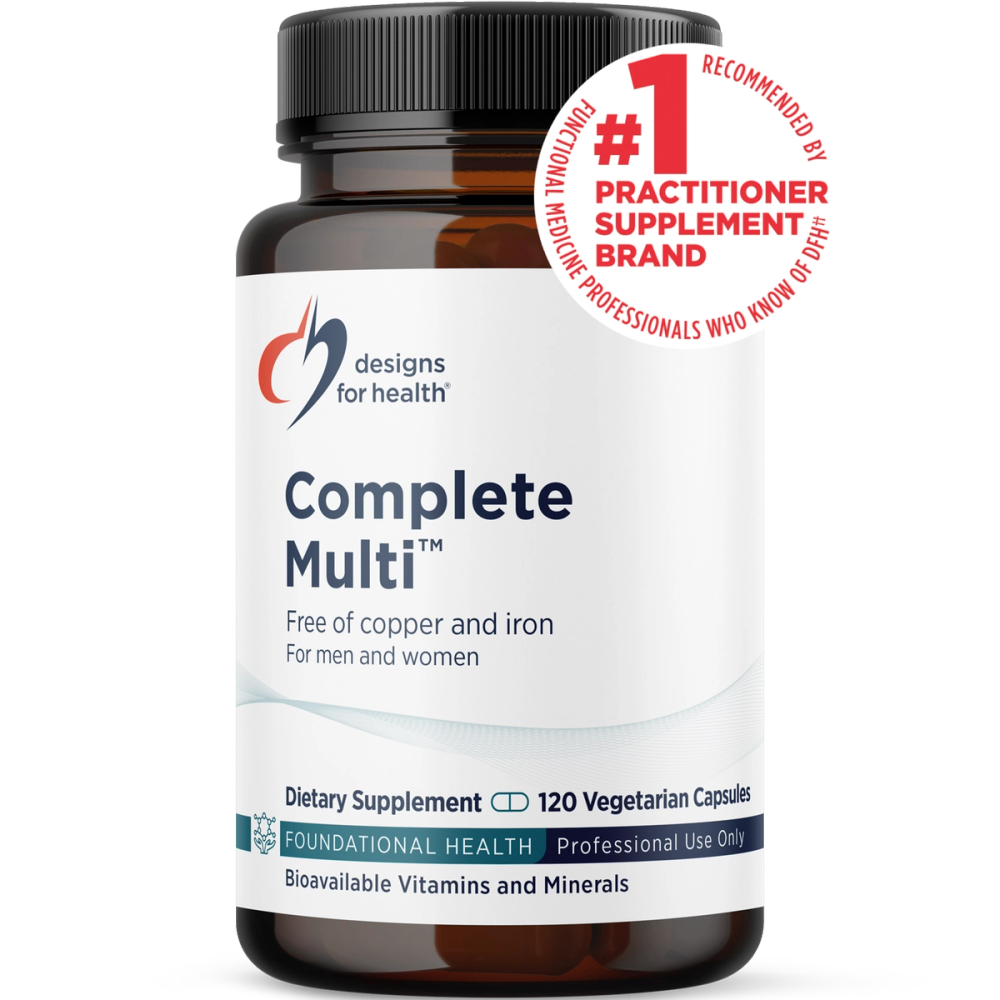 #1
PRACTITIONER
SUPPLEMENT
BRAND
RECOMMENDED BY
FUNCTIONAL MEDICINE PROFESSIONALS WHO KNOW OF DFH††
designs
for health®
Complete
Multi™
Free of copper and iron
For men and women
Dietary Supplement 120 Vegetarian Capsules
FOUNDATIONAL HEALTH Professional Use Only
Bioavailable Vitamins and Minerals